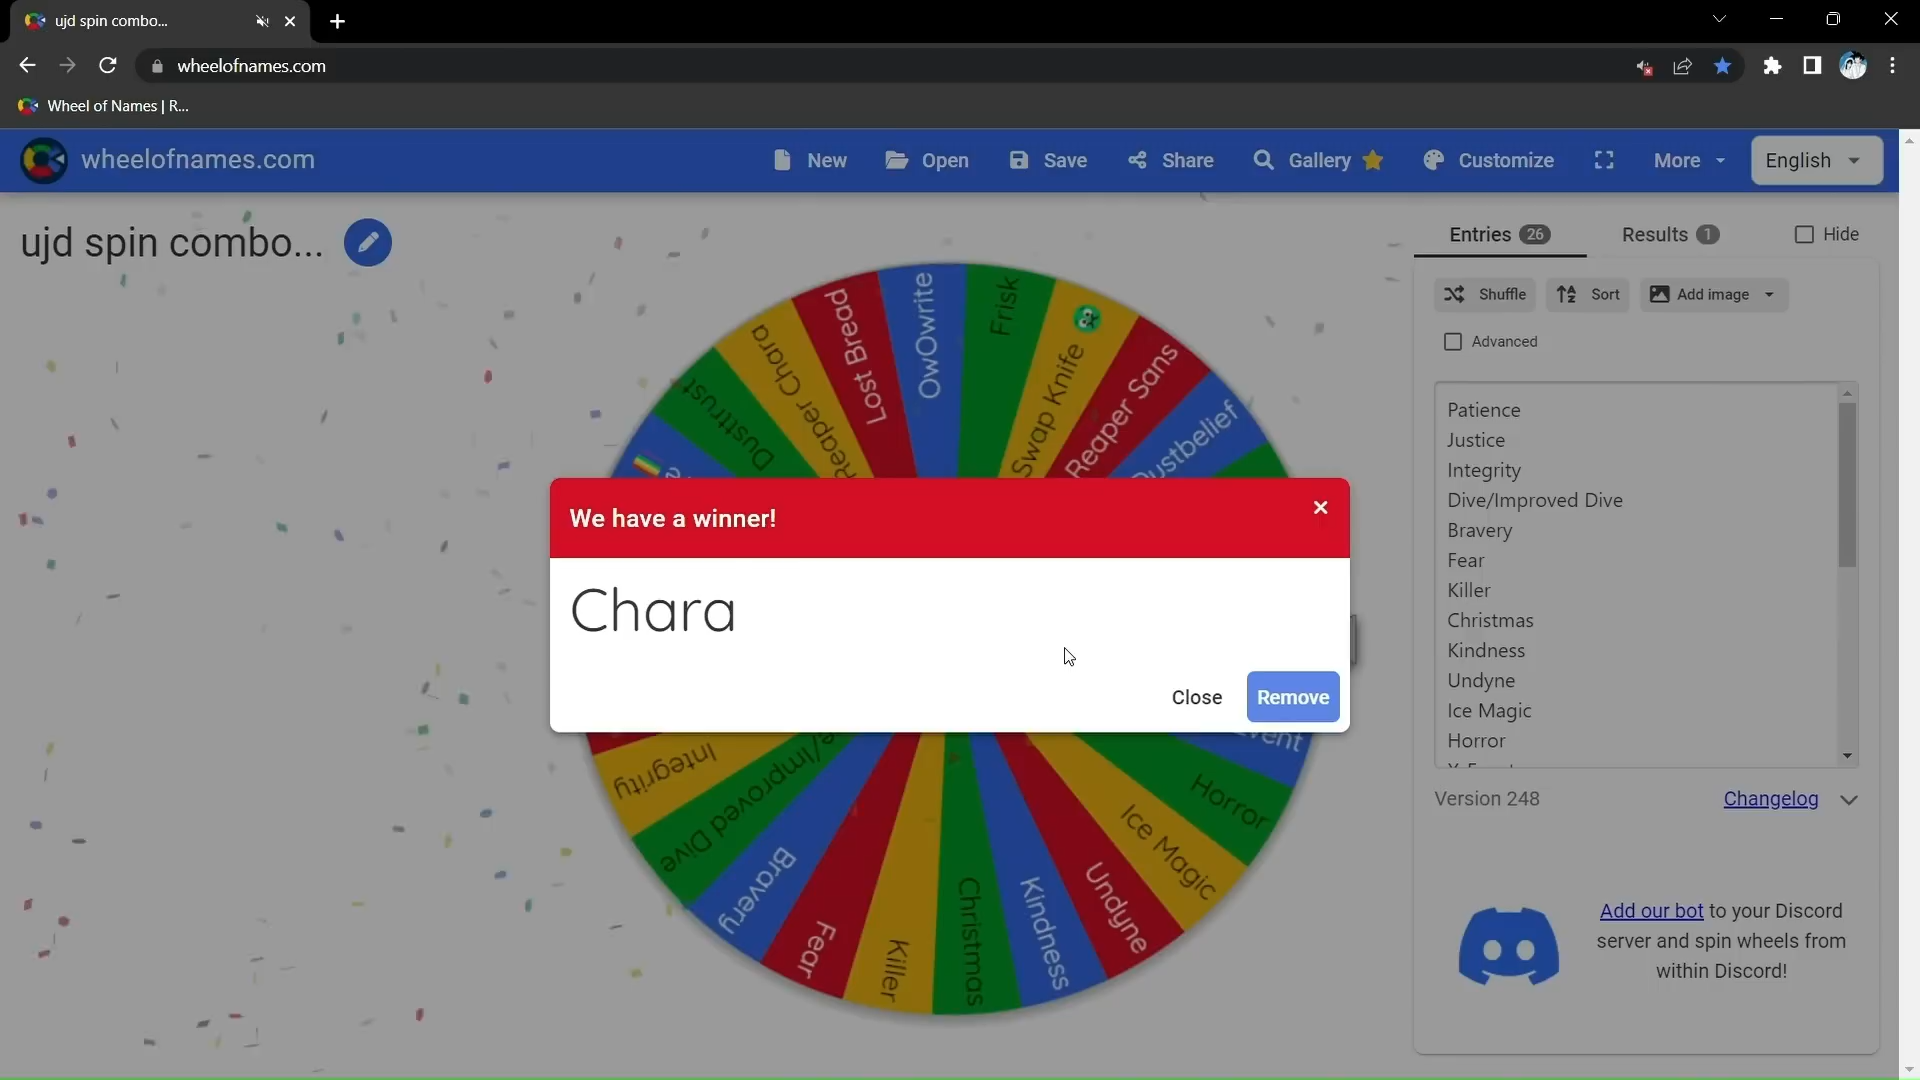 ujd spin combo...
wheelofnames.com
Wheel of Names | R...
wheelofnames.com
New
Open
Save
Share
Gallery
Customize
More
English
ujd spin combo...
Entries 26
Results 1
Hide
Shuffle
Sort
Add image
Advanced
Patience
Justice
Integrity
Dive/Improved Dive
Bravery
Fear
Killer
Christmas
Kindness
Undyne
Ice Magic
Horror
Version 248
Changelog
Add our bot to your Discord
server and spin wheels from
within Discord!
We have a winner!
Chara
Close
Remove
Dusttrust
Reaper Chara
Lost Bread
OwOwrite
Frisk
Swap Knife
Reaper Sans
Dustbelief
Event
Horror
Ice Magic
Undyne
Kindness
Christmas
Killer
Fear
Bravery
e/Improved Dive
Integrity